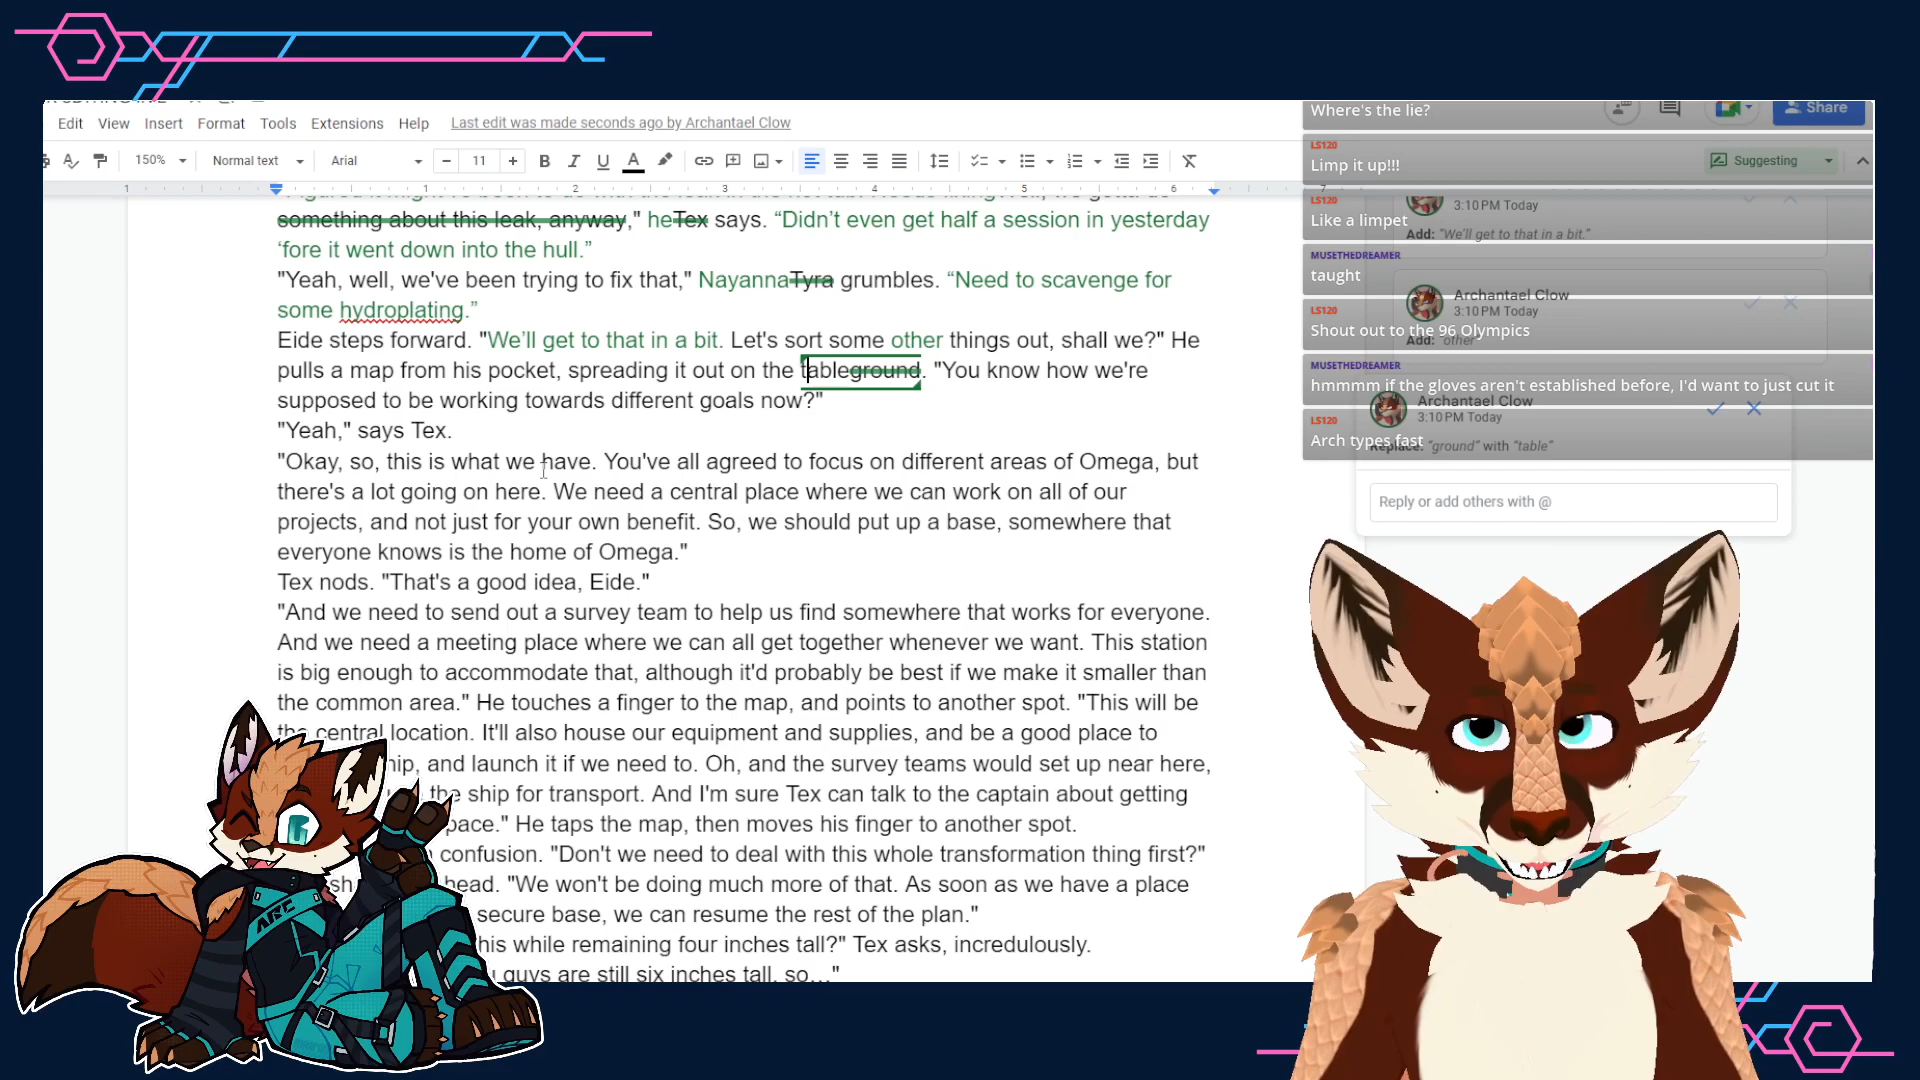 Edit View Insert Format Tools Extensions Help Last edit was made seconds ago by Archantael Clow
Share
150% Normal text Arial − 11 + B I U A
Suggesting
1 1 2 3 4 5 6 7
something about this leak, anyway," heTex says. “Didn’t even get half a session in yesterday
‘fore it went down into the hull.”
"Yeah, well, we've been trying to fix that," NayannaTyra grumbles. “Need to scavenge for
some hydroplating.”
Eide steps forward. "We’ll get to that in a bit. Let's sort some other things out, shall we?" He
pulls a map from his pocket, spreading it out on the tableground. "You know how we're
supposed to be working towards different goals now?"
"Yeah," says Tex.
"Okay, so, this is what we have. You've all agreed to focus on different areas of Omega, but
there's a lot going on here. We need a central place where we can work on all of our
projects, and not just for your own benefit. So, we should put up a base, somewhere that
everyone knows is the home of Omega."
Tex nods. "That's a good idea, Eide."
"And we need to send out a survey team to help us find somewhere that works for everyone.
And we need a meeting place where we can all get together whenever we want. This station
is big enough to accommodate that, although it'd probably be best if we make it smaller than
the common area." He touches a finger to the map, and points to another spot. "This will be
the central location. It'll also house our equipment and supplies, and be a good place to
and launch it if we need to. Oh, and the survey teams would set up near here,
the ship for transport. And I'm sure Tex can talk to the captain about getting
He taps the map, then moves his finger to another spot.
confusion. "Don't we need to deal with this whole transformation thing first?"
head. "We won't be doing much more of that. As soon as we have a place
secure base, we can resume the rest of the plan."
this while remaining four inches tall?" Tex asks, incredulously.
guys are still six inches tall, so…"
Where's the lie?
LS120
Limp it up!!!
LS120
Like a limpet
MUSETHEDREAMER
taught
LS120
Shout out to the 96 Olympics
MUSETHEDREAMER
hmmmm if the gloves aren't established before, I'd want to just cut it
LS120
Arch types fast
3:10 PM Today
Add: “We’ll get to that in a bit.”
Archantael Clow
3:10 PM Today
Add: “other
Archantael Clow
3:10 PM Today
Replace: “ground” with “table”
Reply or add others with @
ARC